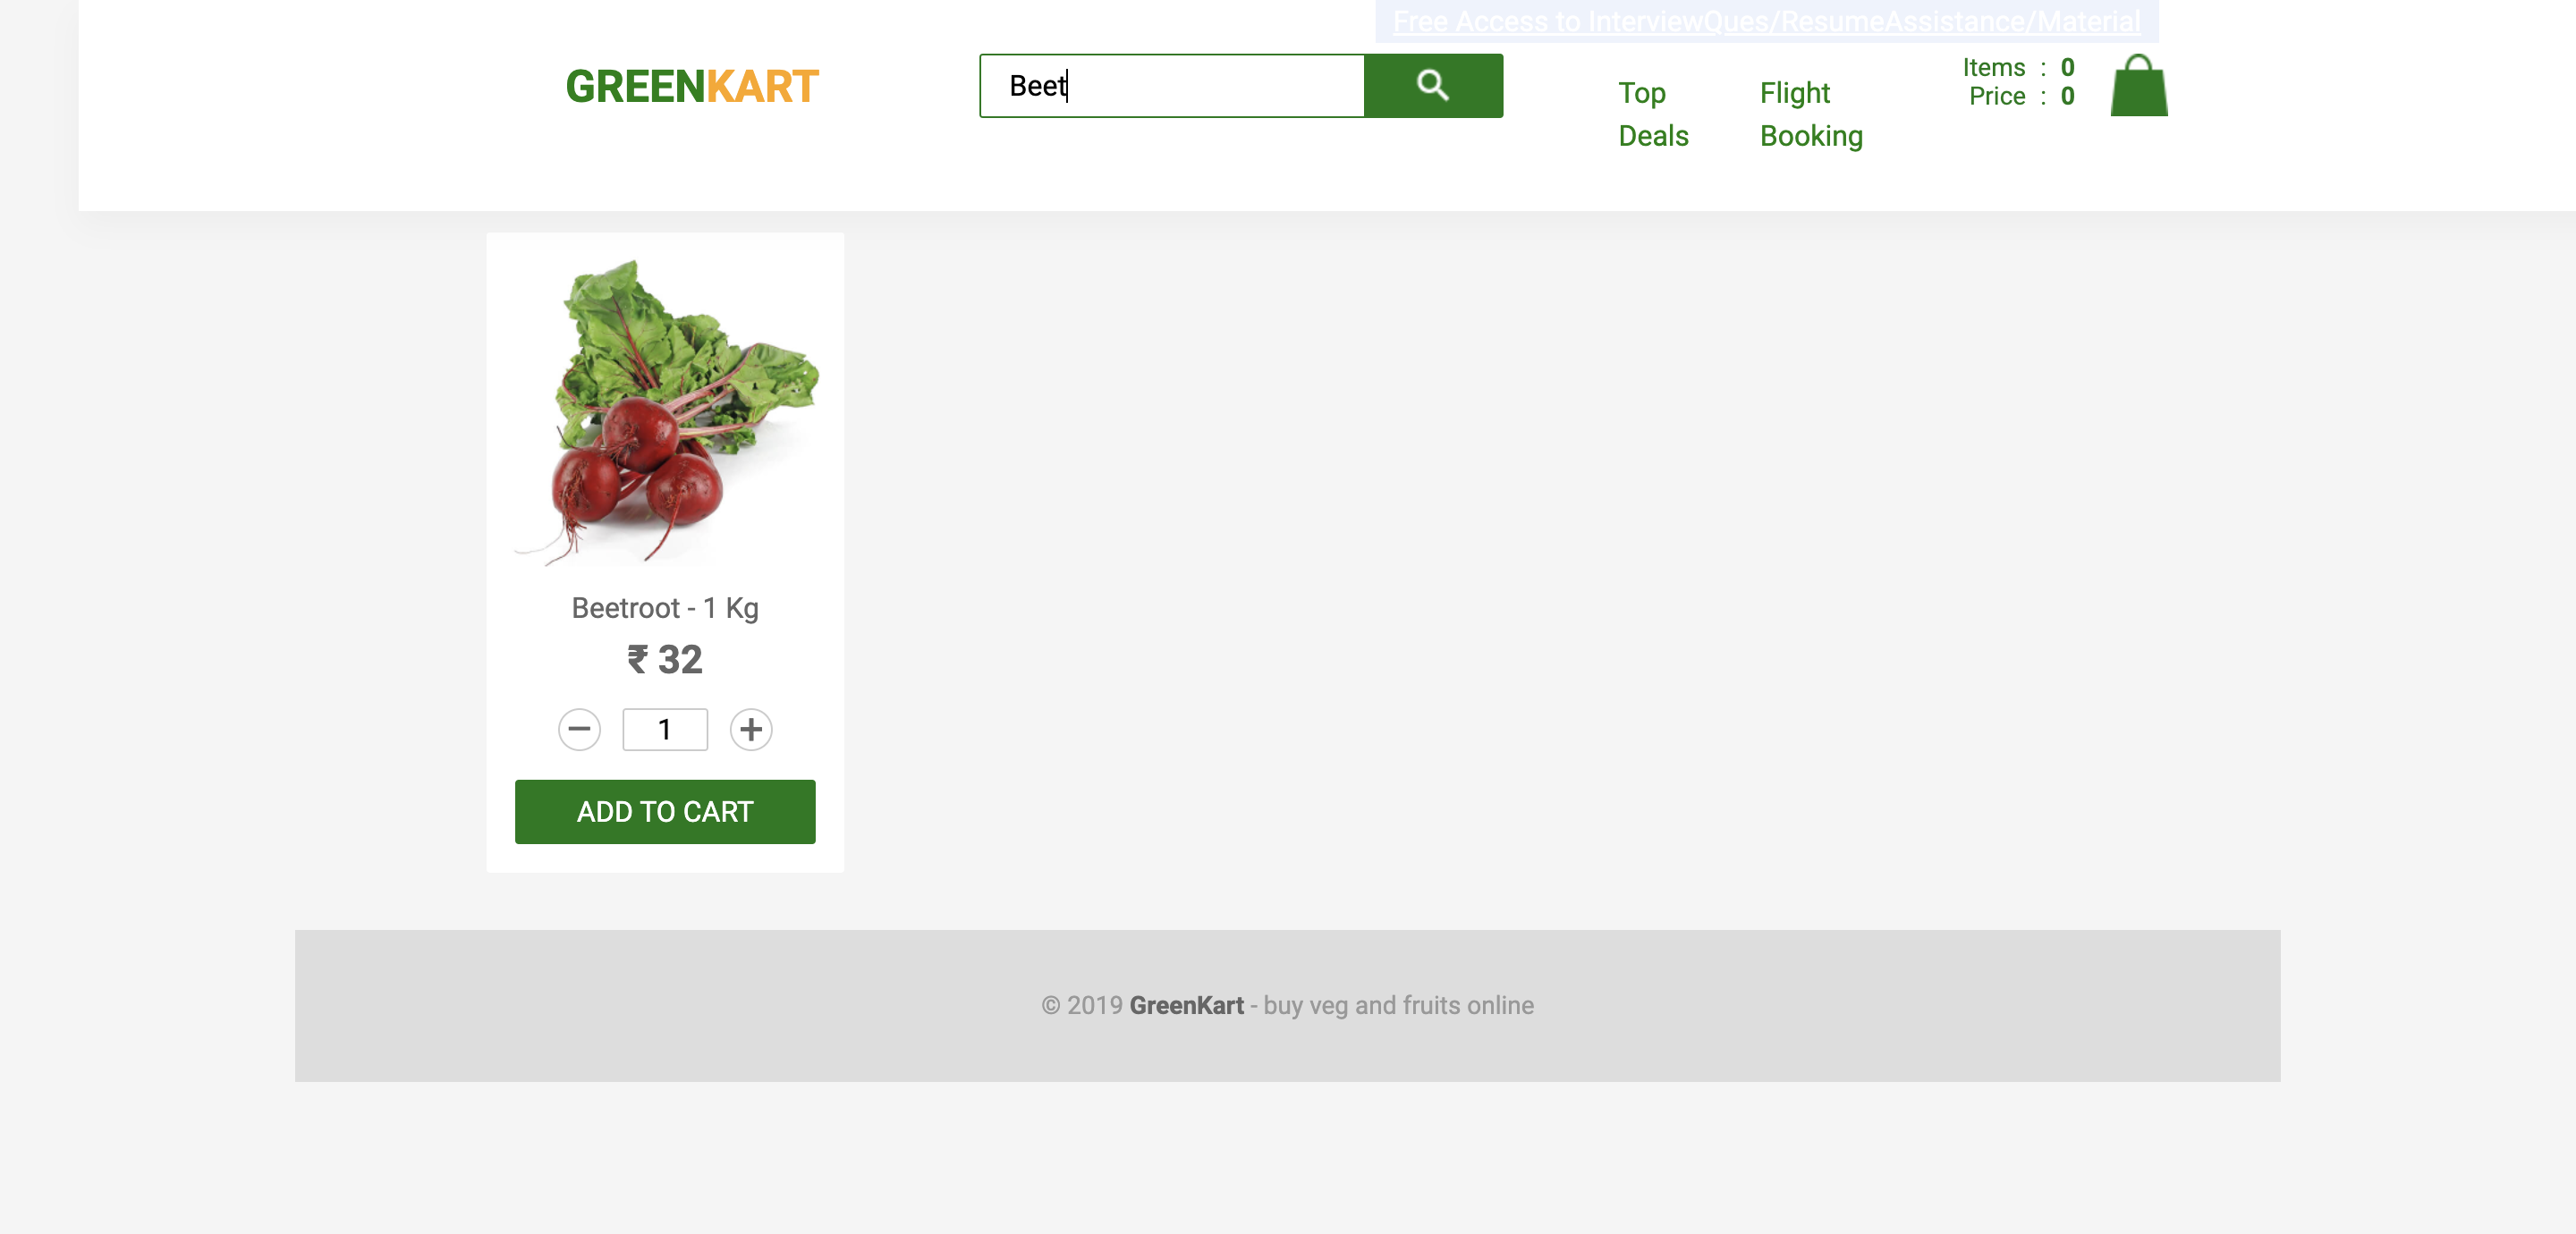 Free Access to InterviewQues/ResumeAssistance/Material
GREENKART
Beet
Top Deals
Flight Booking
Items : 0
Price : 0
Beetroot - 1 Kg
₹ 32
− 1 +
ADD TO CART
© 2019 GreenKart - buy veg and fruits online